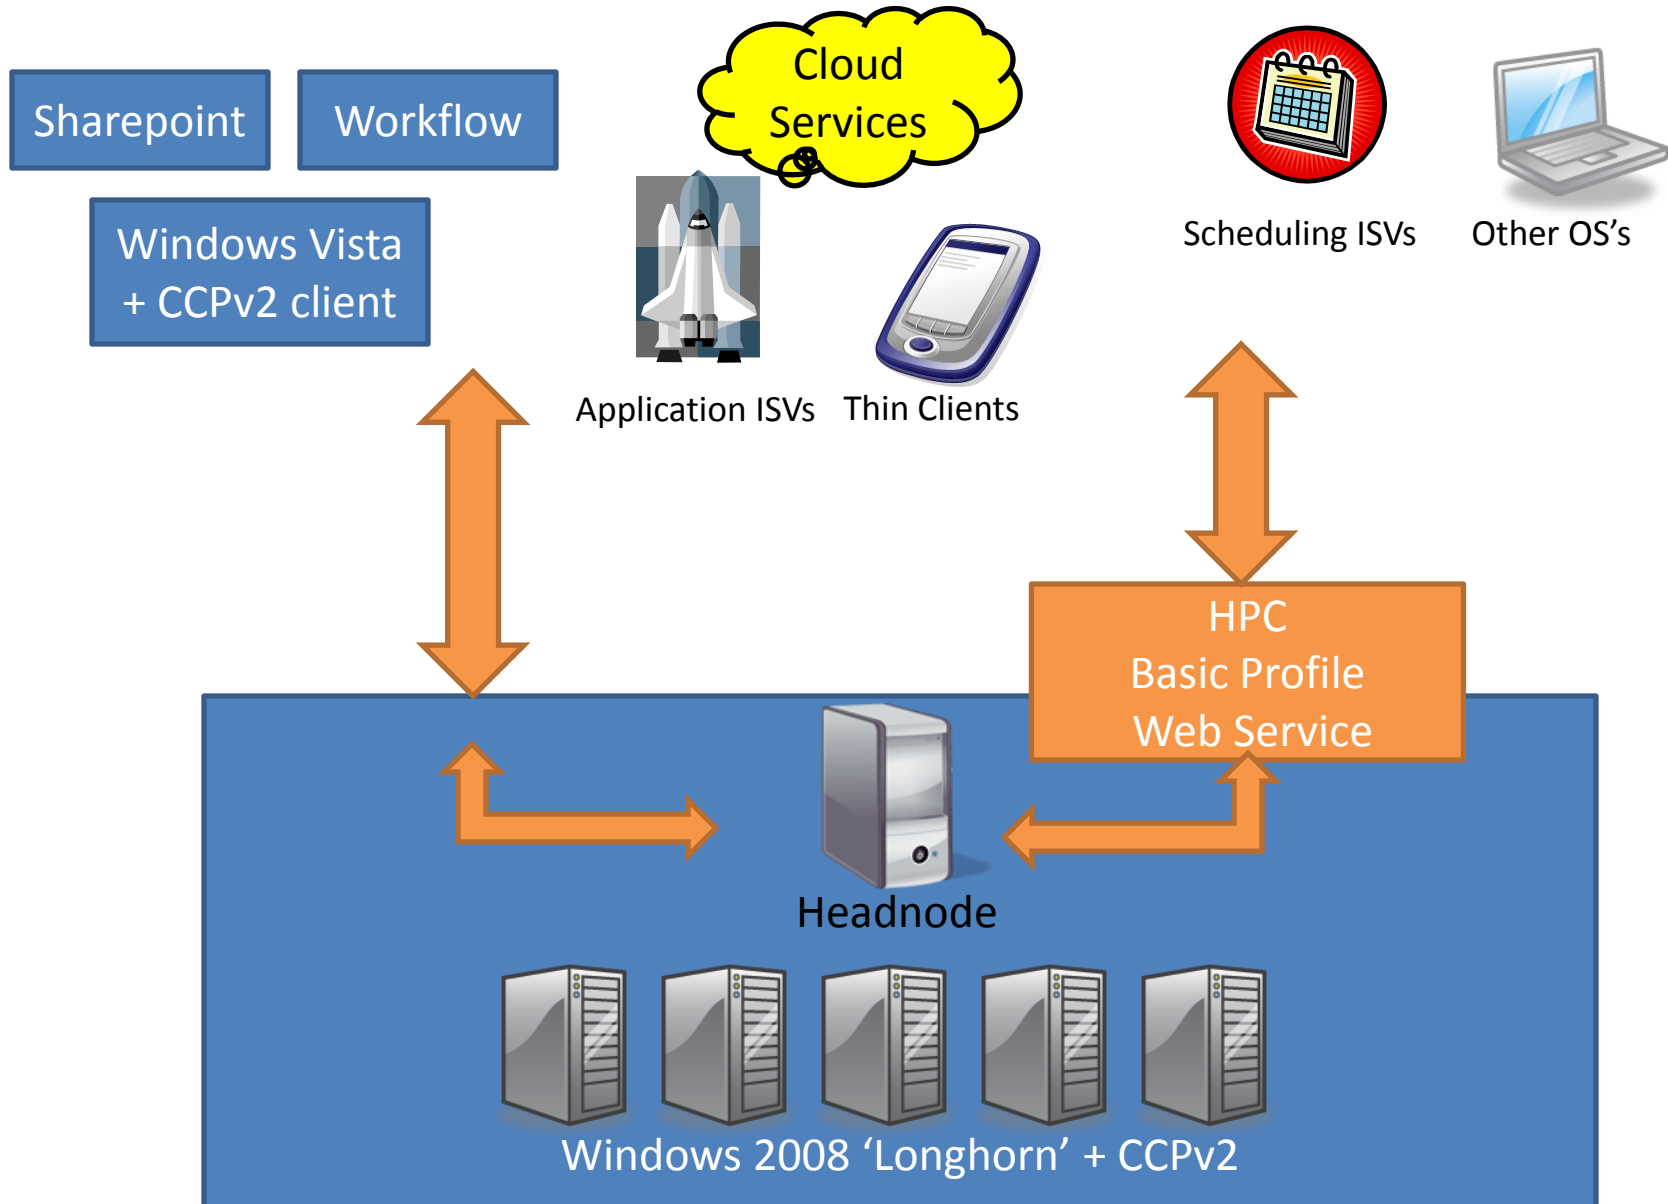 Sharepoint
Workflow
Cloud
Services
Windows Vista
+ CCPv2 client
Scheduling ISVs
Other OS’s
Application ISVs
Thin Clients
HPC
Basic Profile
Web Service
Headnode
Windows 2008 ‘Longhorn’ + CCPv2